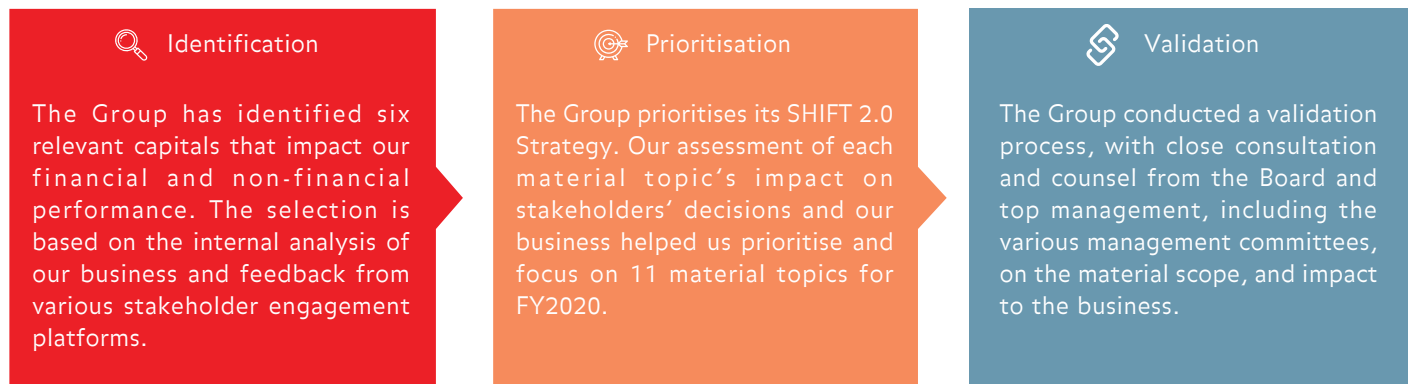 Identification
The Group has identified six
relevant capitals that impact our
financial and non-financial
performance. The selection is
based on the internal analysis of
our business and feedback from
various stakeholder engagement
platforms.
Prioritisation
The Group prioritises its SHIFT 2.0
Strategy. Our assessment of each
material topic‘s impact on
stakeholders‘ decisions and our
business helped us prioritise and
focus on 11 material topics for
FY2020.
Validation
The Group conducted a validation
process, with close consultation
and counsel from the Board and
top management, including the
various management committees,
on the material scope, and impact
to the business.